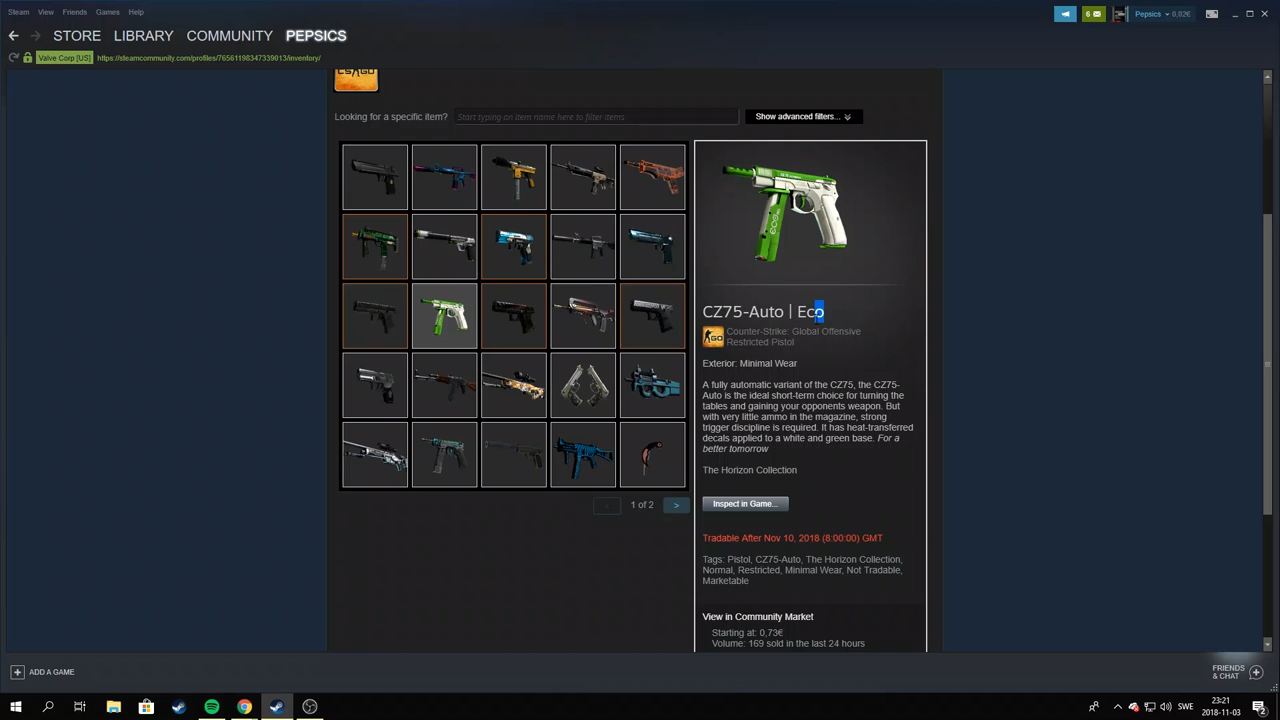 Steam View Friends Games Help
6 Pepsics 0,02€
STORE LIBRARY COMMUNITY PEPSICS
Valve Corp [US] https://steamcommunity.com/profiles/76561198347339013/inventory/
CS:GO
Looking for a specific item? Start typing an item name here to filter items Show advanced filters...
CZ75-Auto | Eco
Counter-Strike: Global Offensive
Restricted Pistol
Exterior: Minimal Wear
A fully automatic variant of the CZ75, the CZ75-
Auto is the ideal short-term choice for turning the
tables and gaining your opponents weapon. But
with very little ammo in the magazine, strong
trigger discipline is required. It has heat-transferred
decals applied to a white and green base. For a
better tomorrow
The Horizon Collection
1 of 2 >
Inspect in Game...
Tradable After Nov 10, 2018 (8:00:00) GMT
Tags: Pistol, CZ75-Auto, The Horizon Collection,
Normal, Restricted, Minimal Wear, Not Tradable,
Marketable
View in Community Market
Starting at: 0,73€
Volume: 169 sold in the last 24 hours
+ ADD A GAME
FRIENDS
& CHAT +
SWE
23:21
2018-11-03
2